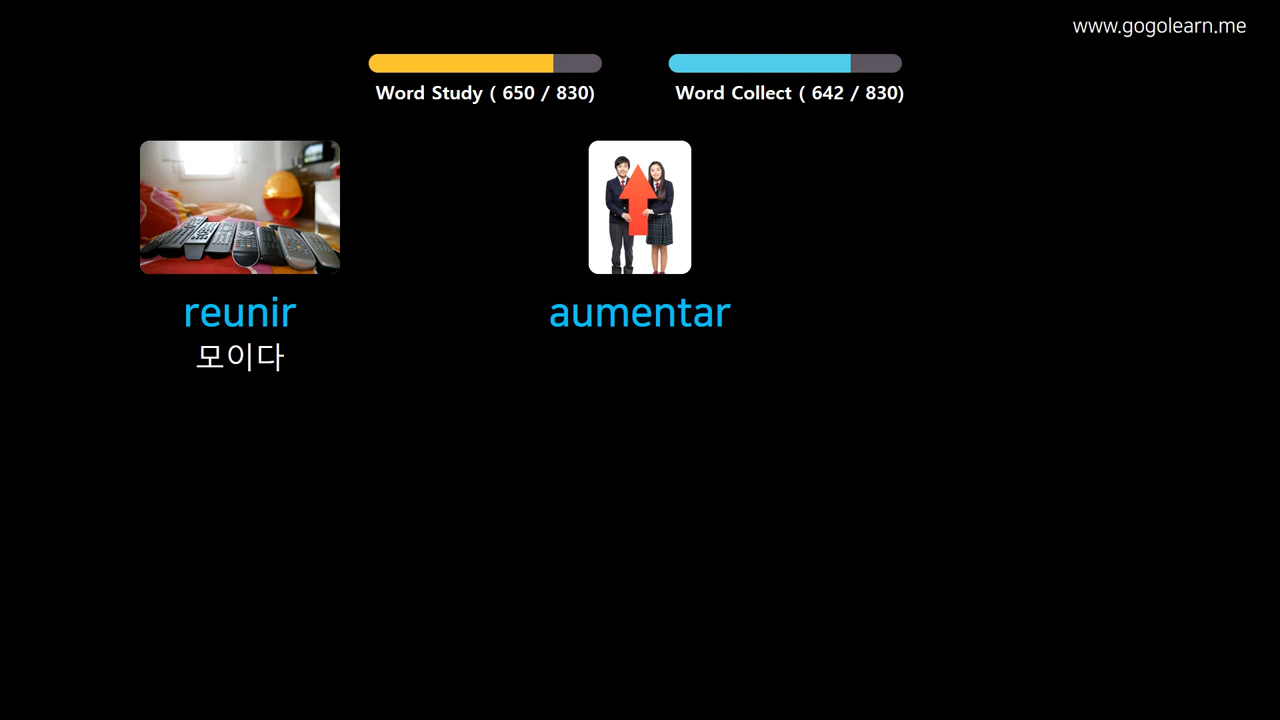 www.gogolearn.me
Word Study ( 650 / 830)
Word Collect ( 642 / 830)
reunir
모이다
aumentar